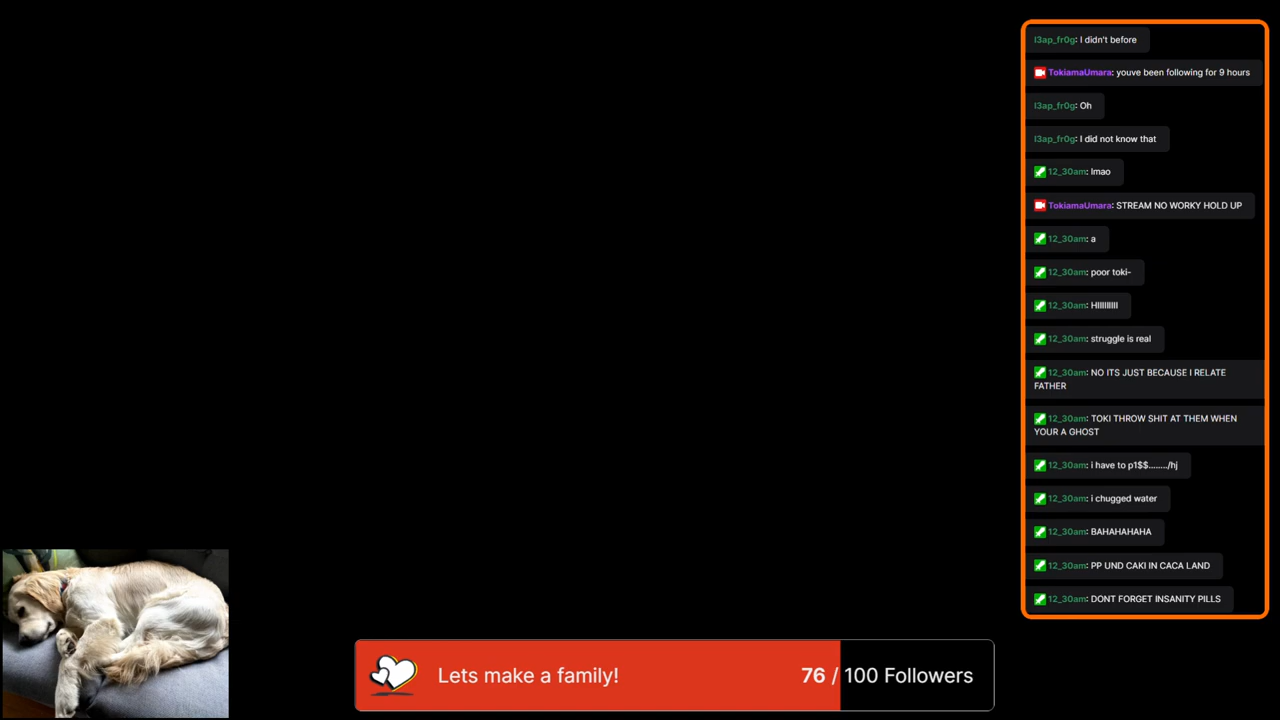 l3ap_fr0g: I didn't before
TokiamaUmara: youve been following for 9 hours
l3ap_fr0g: Oh
l3ap_fr0g: I did not know that
12_30am: lmao
TokiamaUmara: STREAM NO WORKY HOLD UP
12_30am: a
12_30am: poor toki-
12_30am: HIIIIIIIII
12_30am: struggle is real
12_30am: NO ITS JUST BECAUSE I RELATE
FATHER
12_30am: TOKI THROW SHIT AT THEM WHEN
YOUR A GHOST
12_30am: i have to p1$$......../hj
12_30am: i chugged water
12_30am: BAHAHAHAHA
12_30am: PP UND CAKI IN CACA LAND
12_30am: DONT FORGET INSANITY PILLS
Lets make a family! 76 / 100 Followers